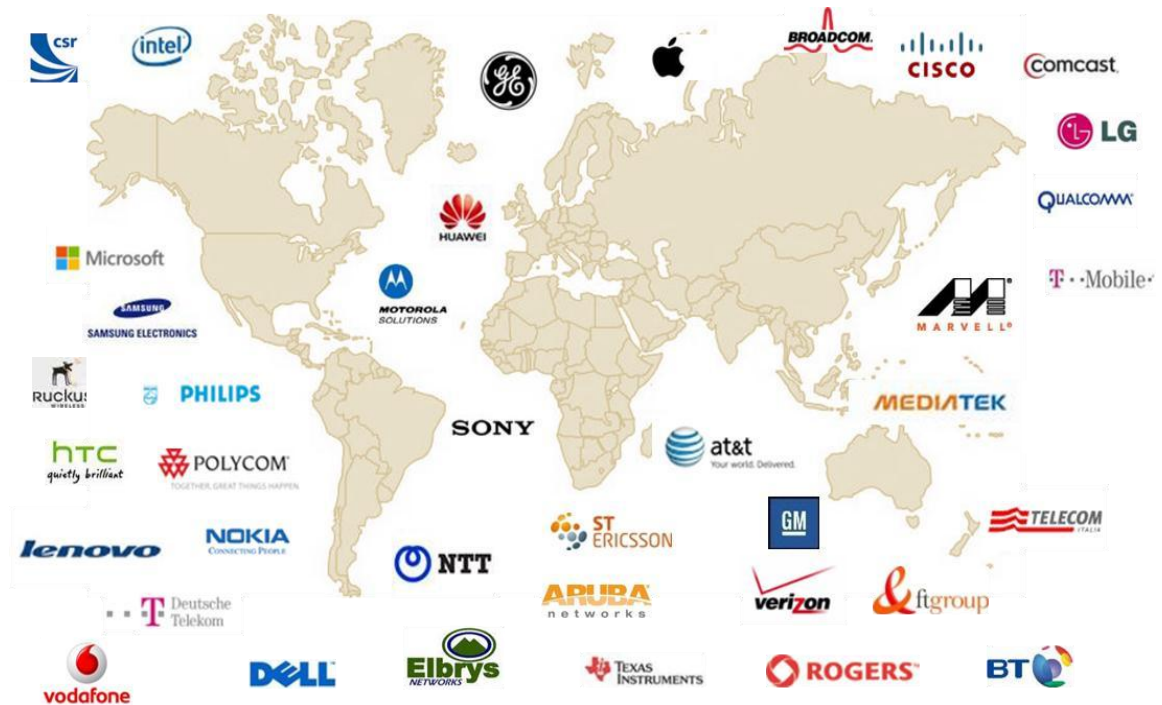 csr
intel
GE
BROADCOM.
CISCO
Comcast
LG
QUALCOMM
HUAWEI
Microsoft
T··Mobile·
MOTOROLA
SOLUTIONS
SAMSUNG
SAMSUNG ELECTRONICS
MARVELL
RUCKUS
WIRELESS
PHILIPS
MEDIATEK
SONY
at&t
Your world. Delivered.
hTC
quietly brilliant
POLYCOM
TOGETHER, GREAT THINGS HAPPEN.
GM
TELECOM
ITALIA
ST
ERICSSON
NOKIA
CONNECTING PEOPLE
lenovo
NTT
verizon
ftgroup
ARUBA
networks
Deutsche
Telekom
T
Elbrys
NETWORKS
vodafone
DELL
TEXAS
INSTRUMENTS
ROGERS™
BT